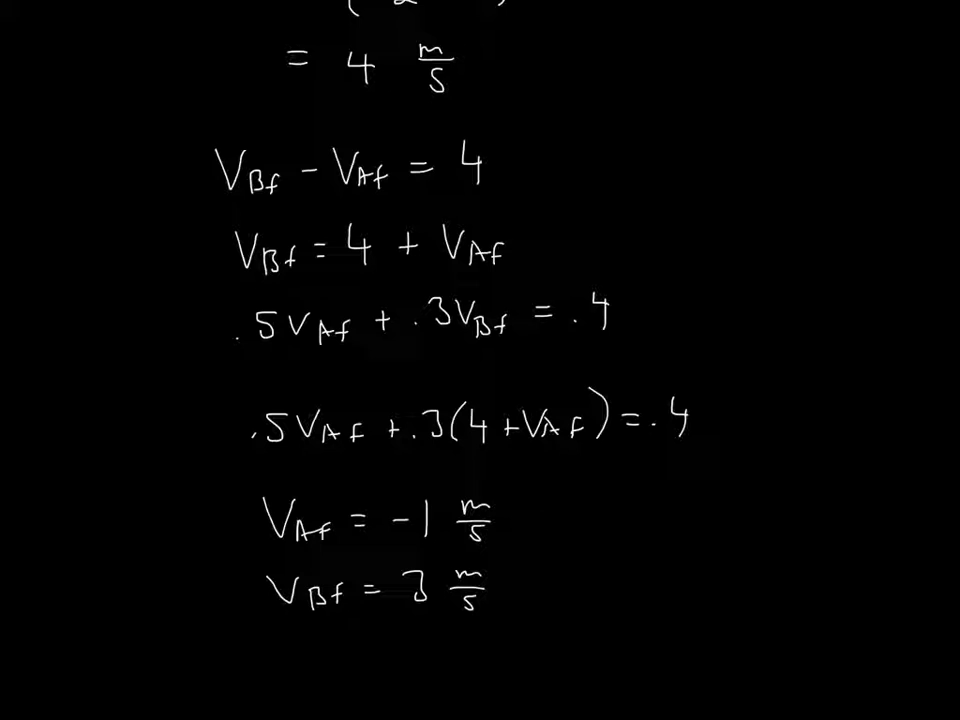 ( 2 )
= 4 m/s
VBf - VAf = 4
VBf = 4 + VAf
.5VAf + .3VBf = .4
.5VAf + .3(4 + VAf) = .4
VAf = -1 m/s
VBf = 3 m/s